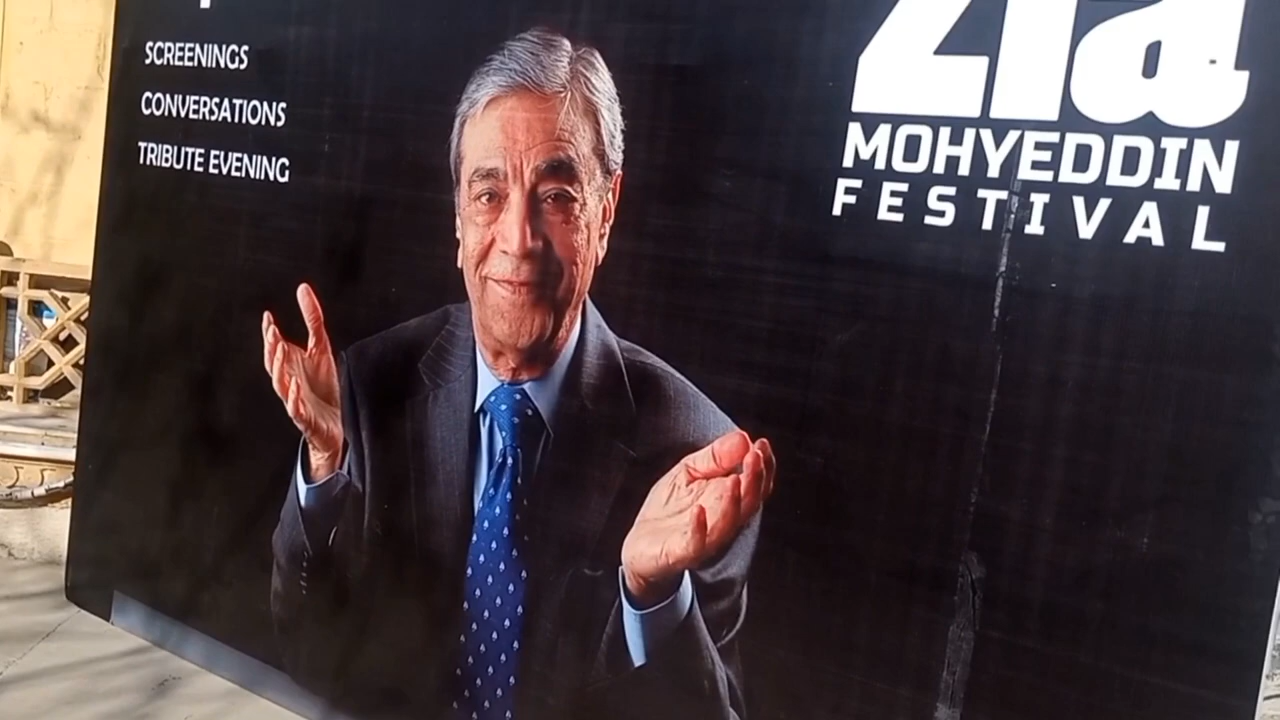 SCREENINGS
CONVERSATIONS
TRIBUTE EVENING
Zia
MOHYEDDIN
FESTIVAL